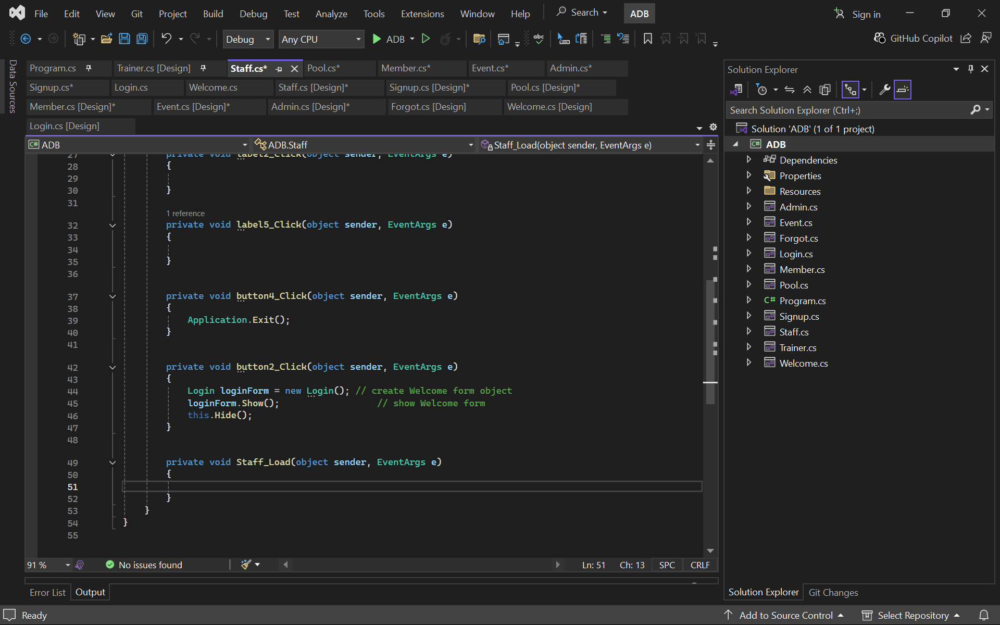 File Edit View Git Project Build Debug Test Analyze Tools Extensions Window Help Search ADB Sign in
Debug Any CPU ADB abc GitHub Copilot
Data Sources
Program.cs Trainer.cs [Design] Staff.cs* Pool.cs* Member.cs* Event.cs* Admin.cs*
Signup.cs* Login.cs Welcome.cs Staff.cs [Design]* Signup.cs [Design]* Pool.cs [Design]*
Member.cs [Design]* Event.cs [Design]* Admin.cs [Design]* Forgot.cs [Design] Welcome.cs [Design]
Login.cs [Design]
C# ADB ADB.Staff Staff_Load(object sender, EventArgs e)
27 private void label2_Click(object sender, EventArgs e)
28 {
29
30 }
31
1 reference
32 private void label5_Click(object sender, EventArgs e)
33 {
34
35 }
36
37 private void button4_Click(object sender, EventArgs e)
38 {
39 Application.Exit();
40 }
41
42 private void button2_Click(object sender, EventArgs e)
43 {
44 Login loginForm = new Login(); // create Welcome form object
45 loginForm.Show(); // show Welcome form
46 this.Hide();
47 }
48
49 private void Staff_Load(object sender, EventArgs e)
50 {
51
52 }
53 }
54 }
55
91 % No issues found Ln: 51 Ch: 13 SPC CRLF
Error List Output
Solution Explorer
Search Solution Explorer (Ctrl+;)
Solution 'ADB' (1 of 1 project)
C# ADB
Dependencies
Properties
Resources
Admin.cs
Event.cs
Forgot.cs
Login.cs
Member.cs
Pool.cs
C# Program.cs
Signup.cs
Staff.cs
Trainer.cs
Welcome.cs
Solution Explorer Git Changes
Ready Add to Source Control Select Repository